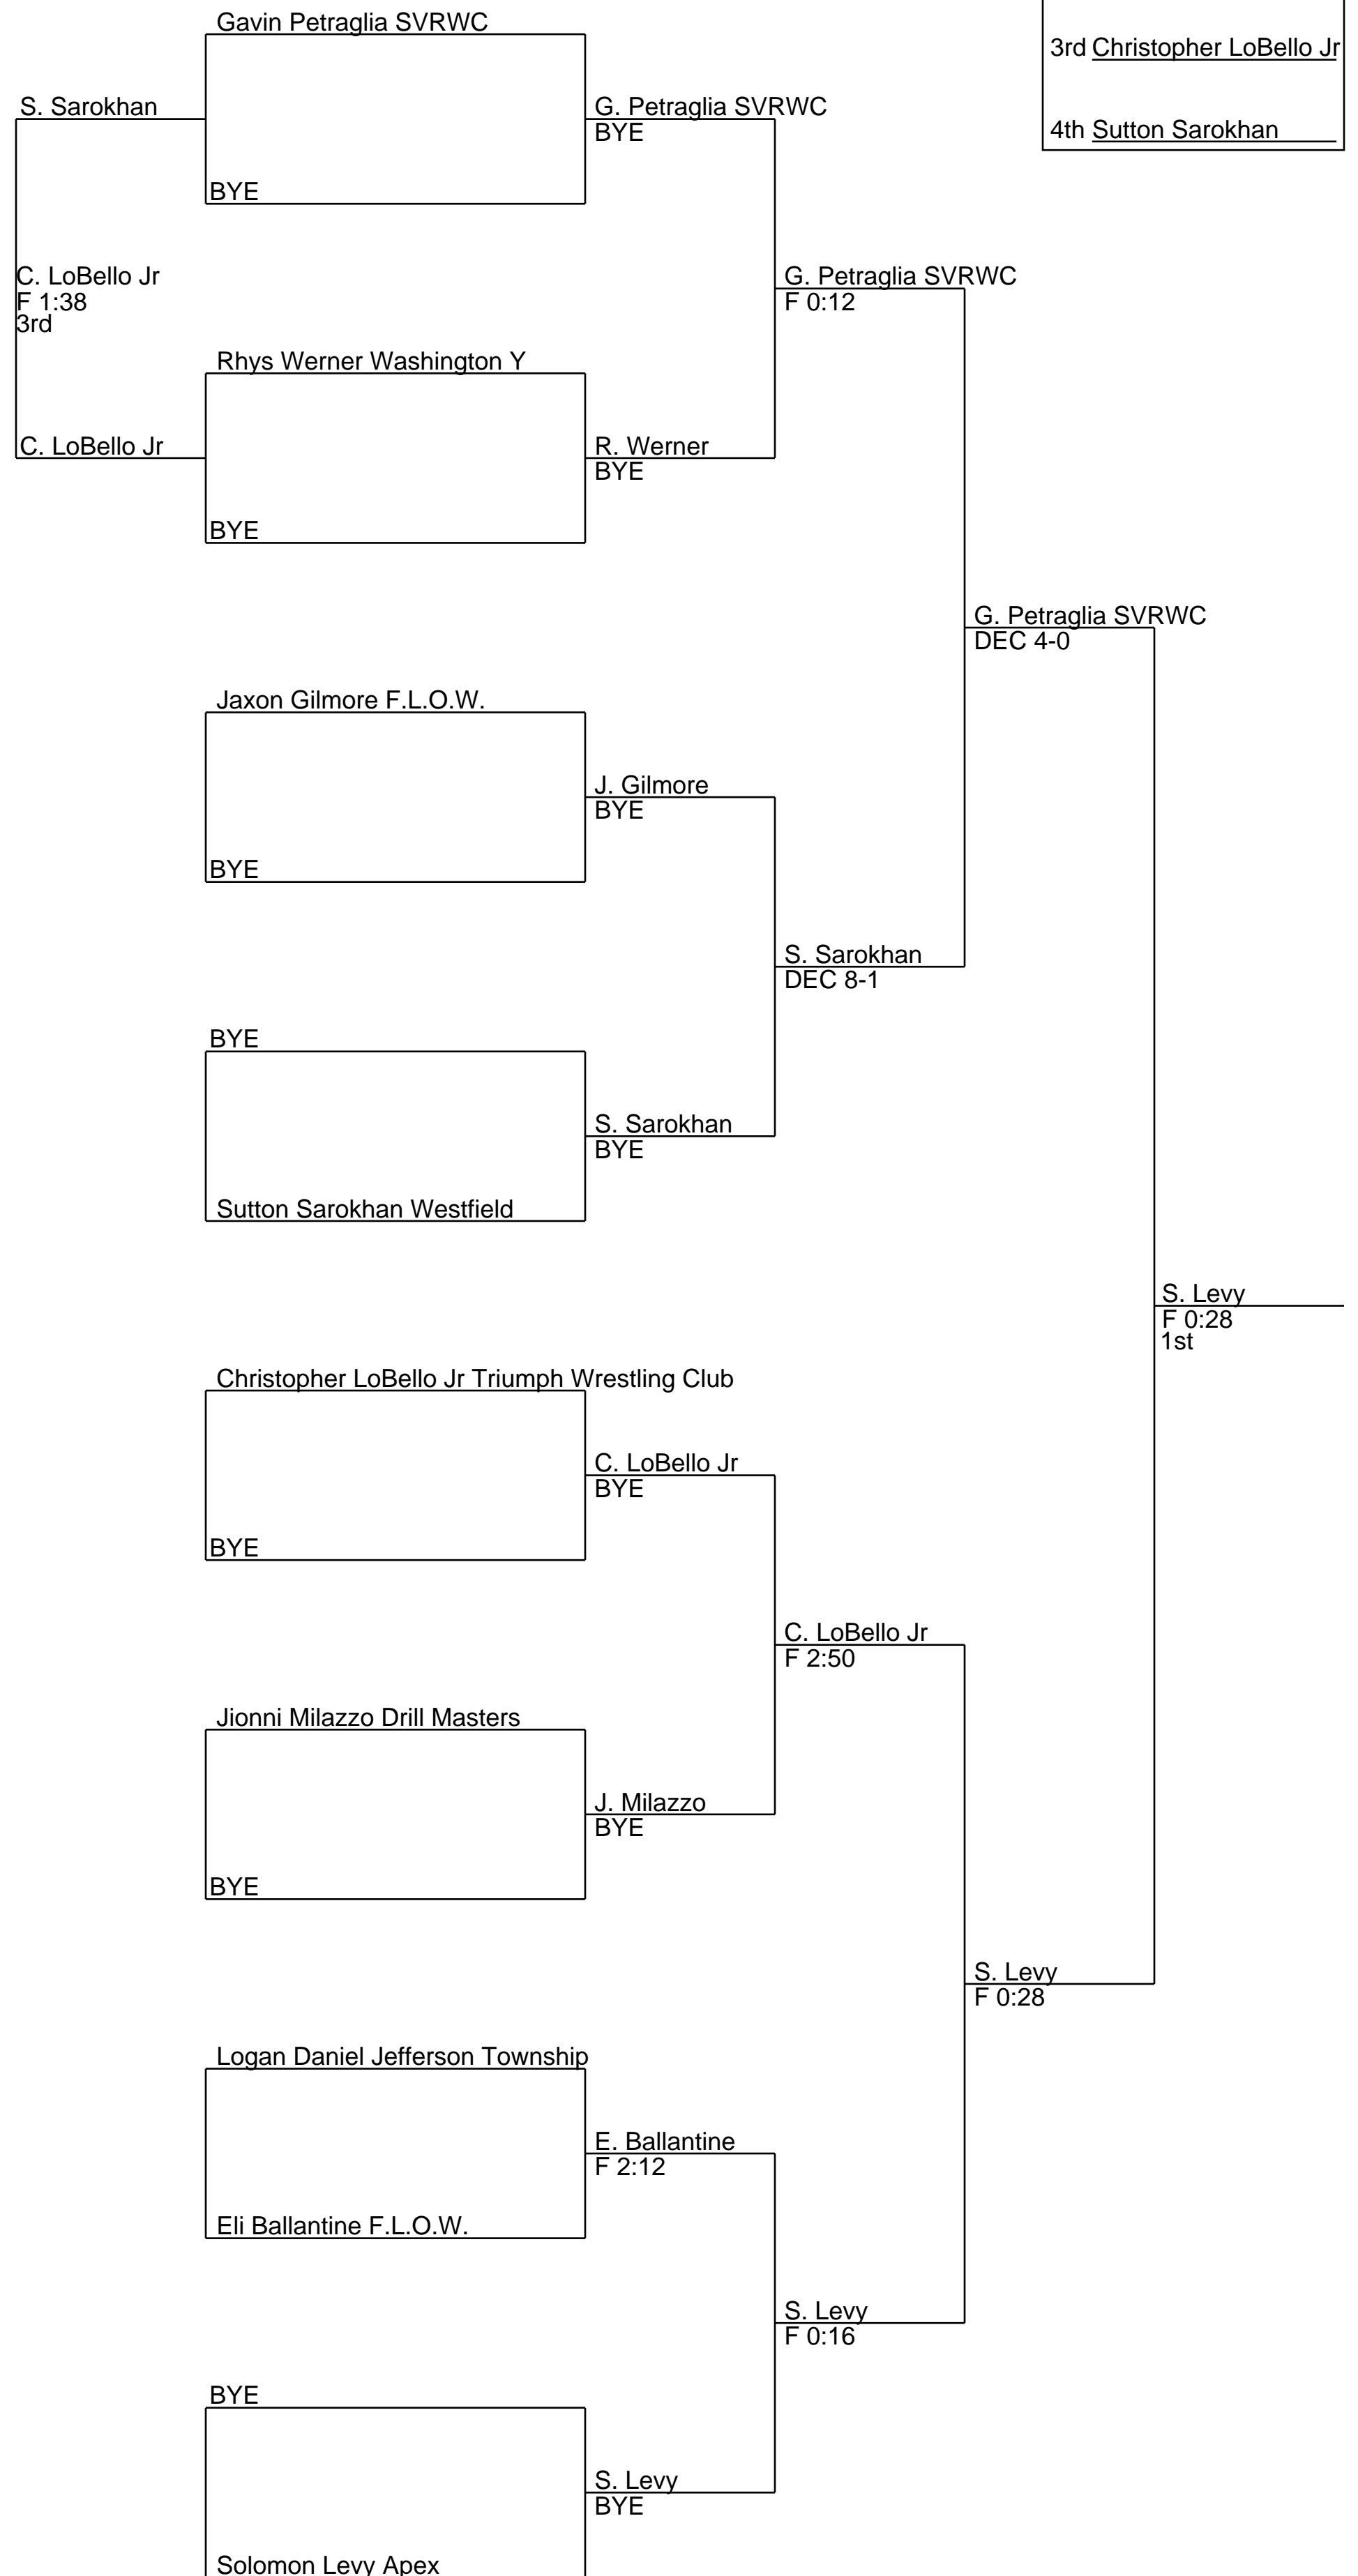 Gavin Petraglia SVRWC
3rd Christopher LoBello Jr
S. Sarokhan
G. Petraglia SVRWC
BYE
4th Sutton Sarokhan
BYE
C. LoBello Jr
F 1:38
3rd
G. Petraglia SVRWC
F 0:12
Rhys Werner Washington Y
C. LoBello Jr
R. Werner
BYE
BYE
G. Petraglia SVRWC
DEC 4-0
Jaxon Gilmore F.L.O.W.
J. Gilmore
BYE
BYE
S. Sarokhan
DEC 8-1
BYE
S. Sarokhan
BYE
Sutton Sarokhan Westfield
S. Levy
F 0:28
1st
Christopher LoBello Jr Triumph Wrestling Club
C. LoBello Jr
BYE
BYE
C. LoBello Jr
F 2:50
Jionni Milazzo Drill Masters
J. Milazzo
BYE
BYE
S. Levy
F 0:28
Logan Daniel Jefferson Township
E. Ballantine
F 2:12
Eli Ballantine F.L.O.W.
S. Levy
F 0:16
BYE
S. Levy
BYE
Solomon Levy Apex